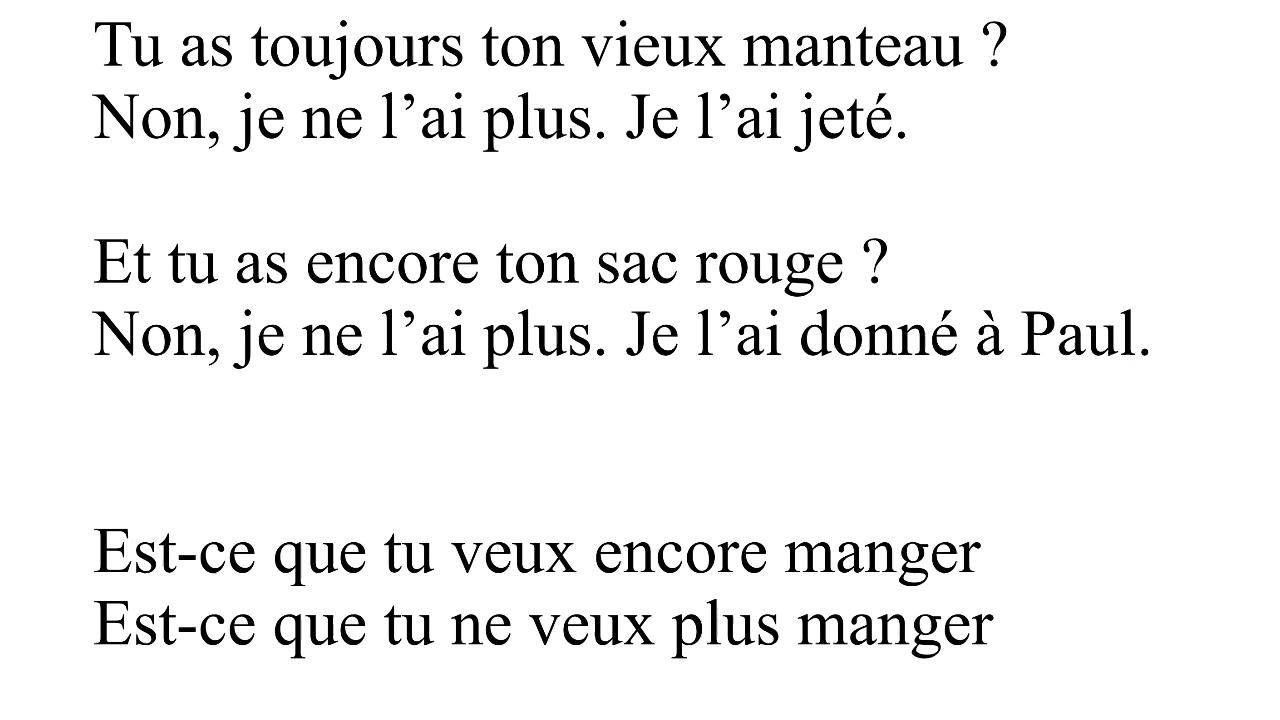 Tu as toujours ton vieux manteau ?
Non, je ne l’ai plus. Je l’ai jeté.
Et tu as encore ton sac rouge ?
Non, je ne l’ai plus. Je l’ai donné à Paul.
Est-ce que tu veux encore manger
Est-ce que tu ne veux plus manger